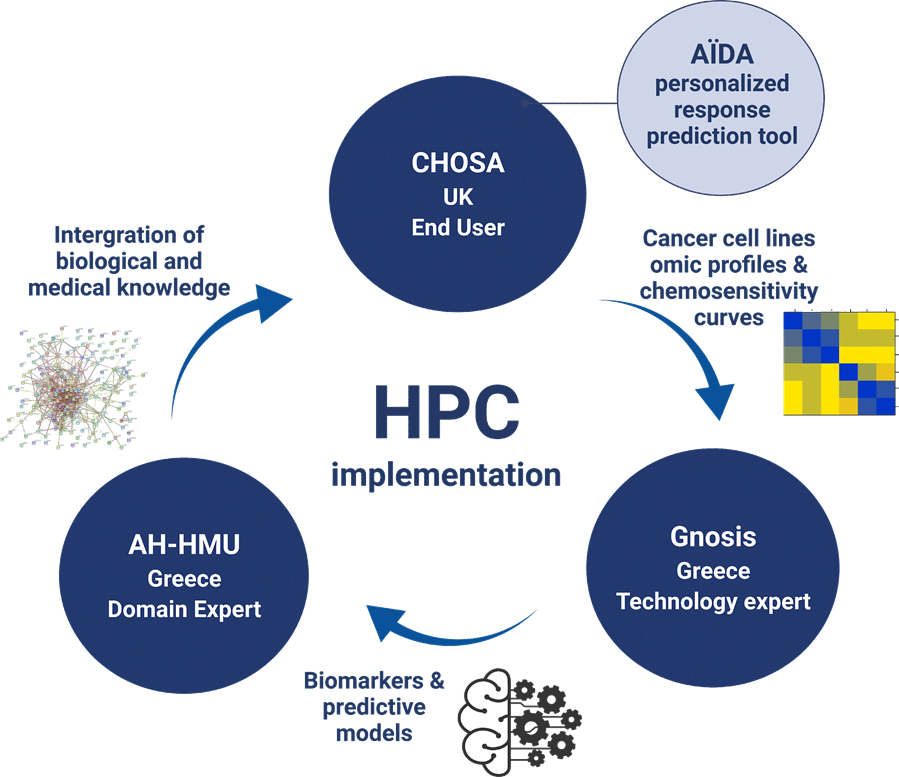 AÏDA
personalized
response
prediction tool
CHOSA
UK
End User
Intergration of
biological and
medical knowledge
Cancer cell lines
omic profiles &
chemosensitivity
curves
HPC
implementation
AH-HMU
Greece
Domain Expert
Gnosis
Greece
Technology expert
Biomarkers &
predictive
models